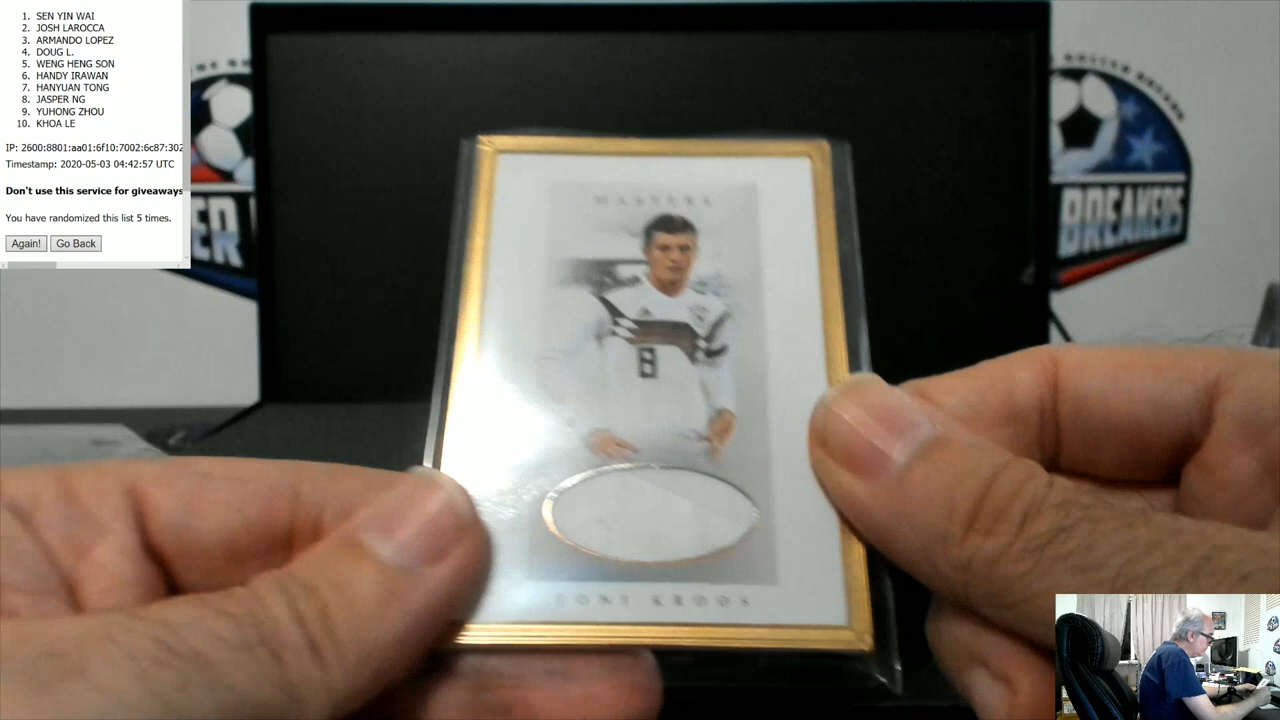 1. SEN YIN WAI
2. JOSH LAROCCA
3. ARMANDO LOPEZ
4. DOUG L.
5. WENG HENG SON
6. HANDY IRAWAN
7. HANYUAN TONG
8. JASPER NG
9. YUHONG ZHOU
10. KHOA LE
IP: 2600:8801:aa01:6f10:7002:6c87:302
Timestamp: 2020-05-03 04:42:57 UTC
Don't use this service for giveaways
You have randomized this list 5 times.
Again! Go Back
MASTERS
8
TONI KROOS
ER
BREAKERS